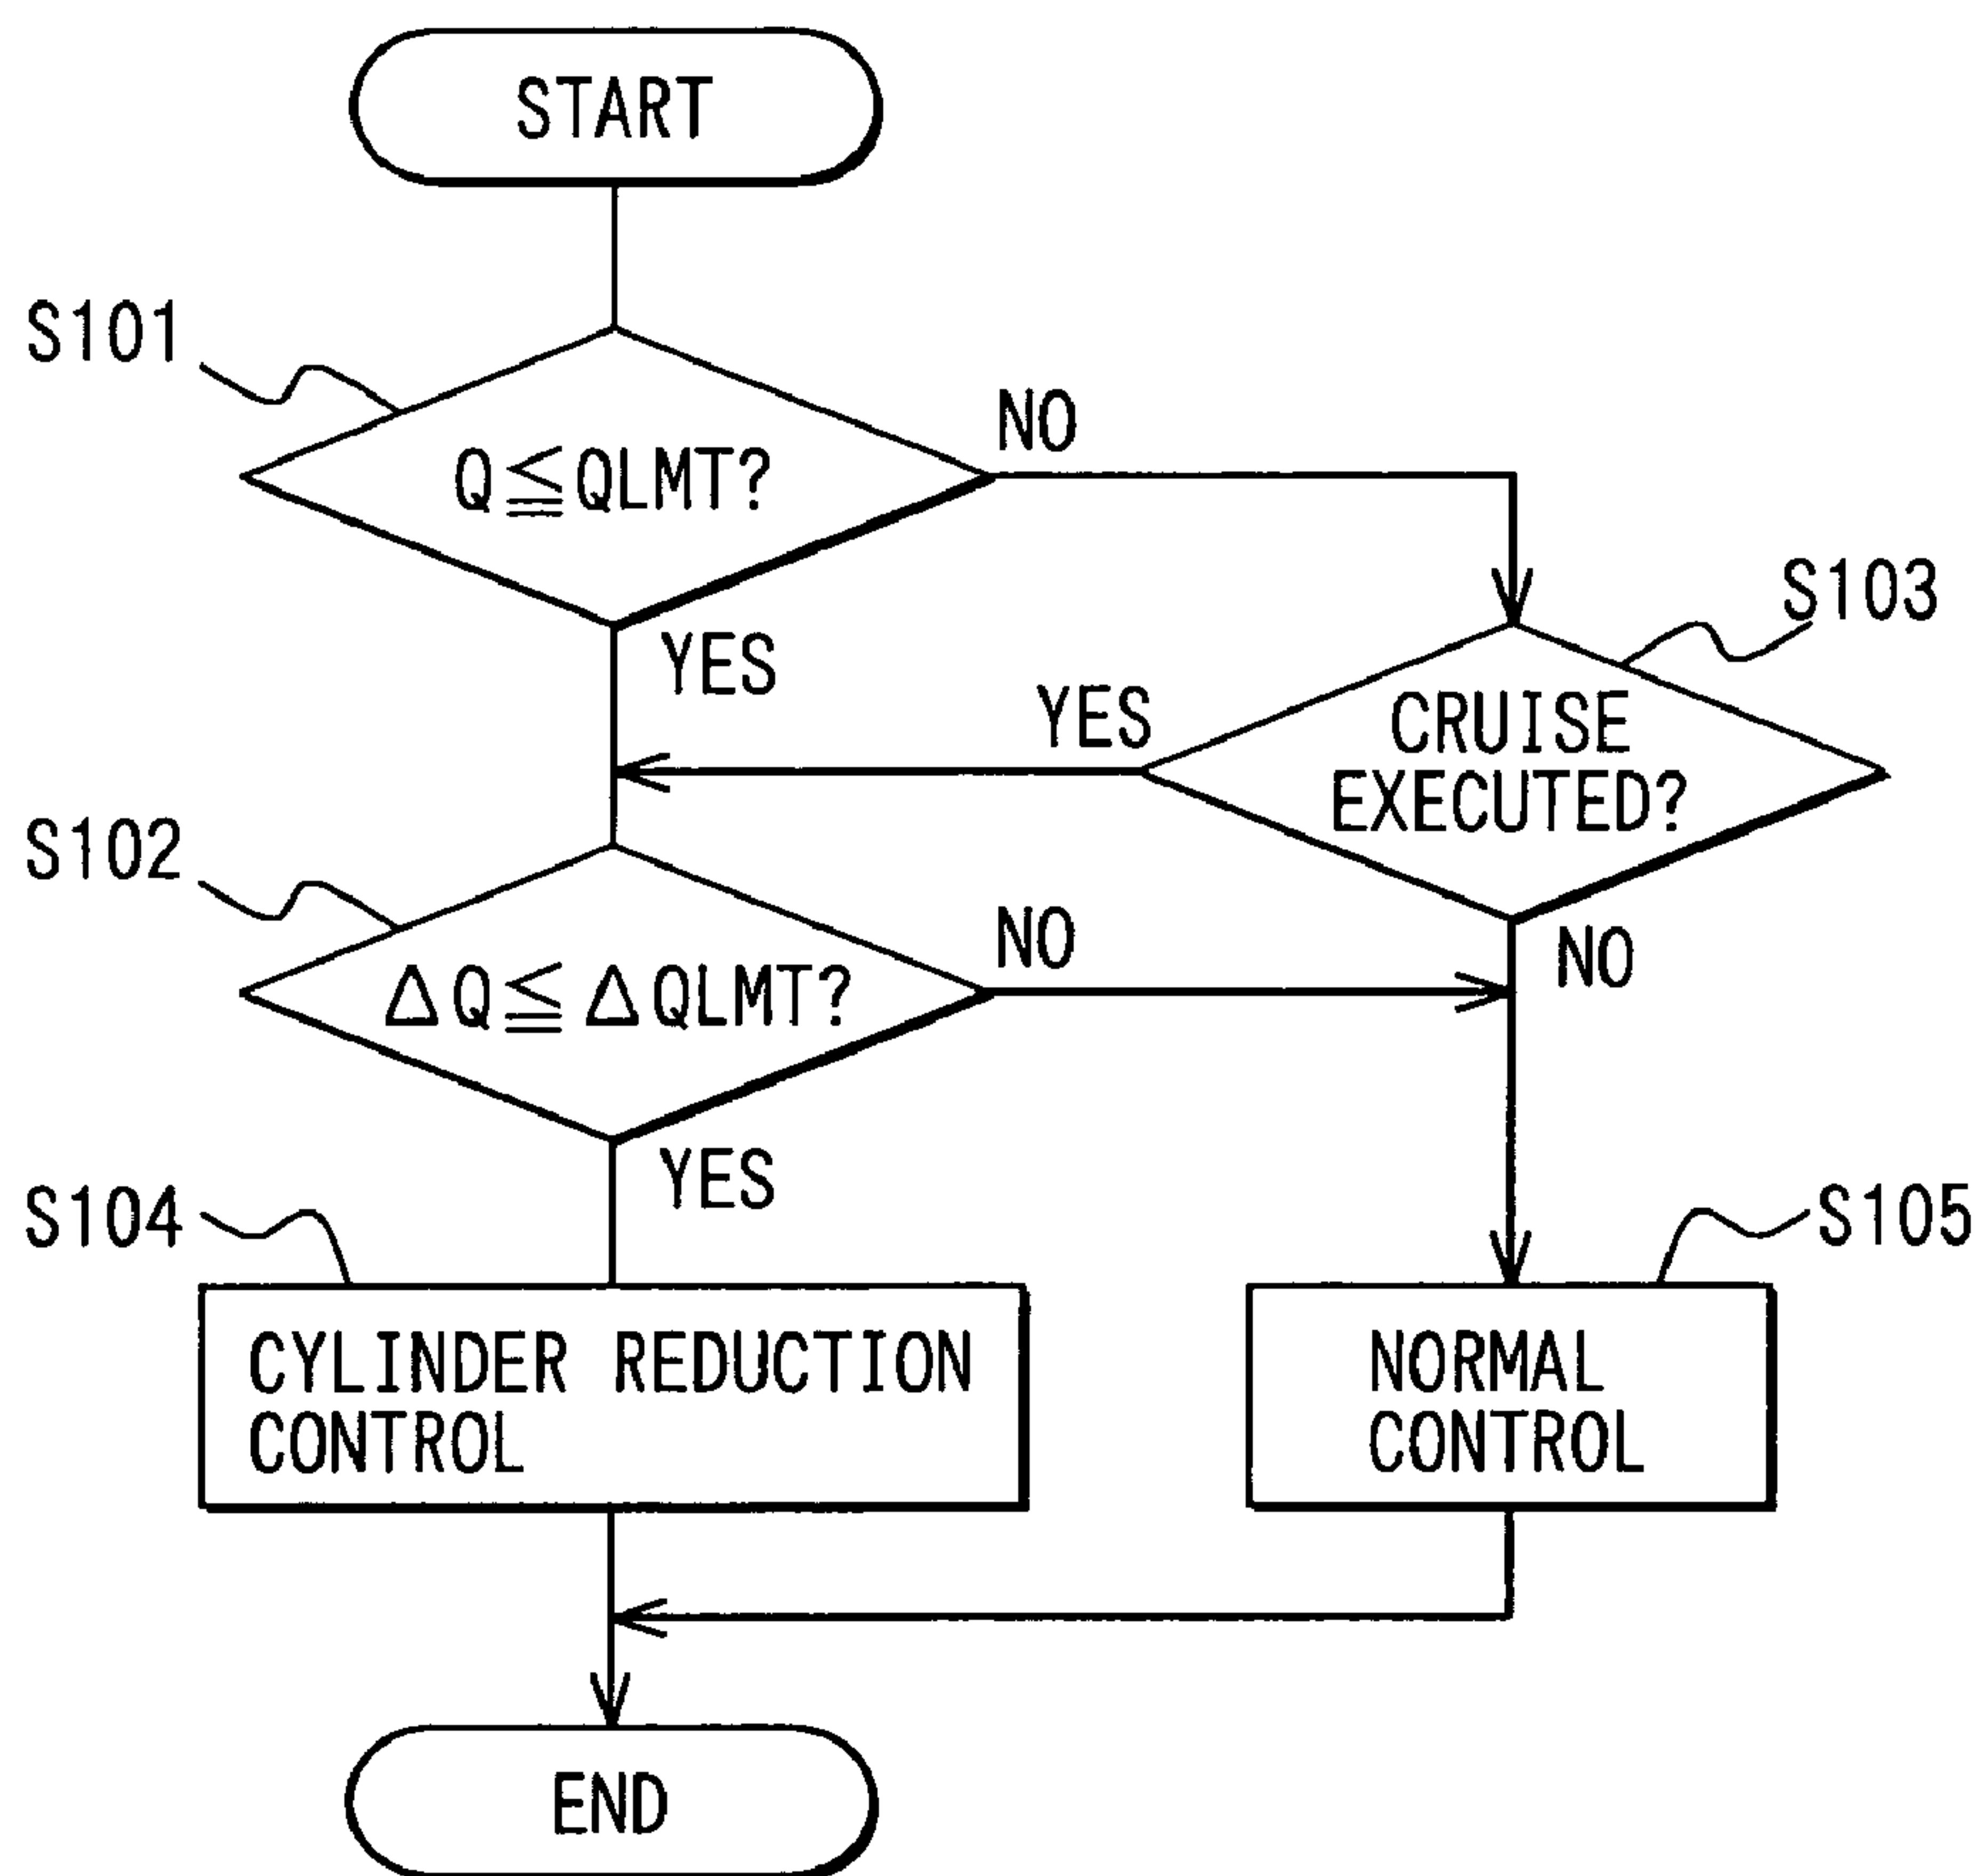 START
S101
Q≦QLMT?
NO
YES
S103
CRUISE
EXECUTED?
YES
NO
S102
ΔQ≦ΔQLMT?
NO
YES
S104
CYLINDER REDUCTION
CONTROL
S105
NORMAL
CONTROL
END